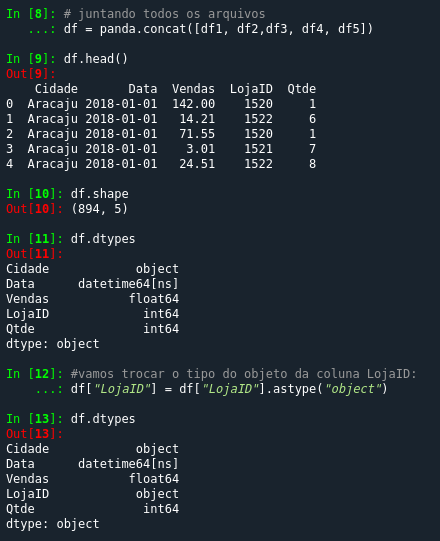 In [8]: # juntando todos os arquivos
   ...: df = panda.concat([df1, df2,df3, df4, df5])
In [9]: df.head()
Out[9]:
    Cidade       Data  Vendas  LojaID  Qtde
0  Aracaju 2018-01-01  142.00    1520     1
1  Aracaju 2018-01-01   14.21    1522     6
2  Aracaju 2018-01-01   71.55    1520     1
3  Aracaju 2018-01-01    3.01    1521     7
4  Aracaju 2018-01-01   24.51    1522     8
In [10]: df.shape
Out[10]: (894, 5)
In [11]: df.dtypes
Out[11]:
Cidade            object
Data      datetime64[ns]
Vendas           float64
LojaID             int64
Qtde               int64
dtype: object
In [12]: #vamos trocar o tipo do objeto da coluna LojaID:
    ...: df["LojaID"] = df["LojaID"].astype("object")
In [13]: df.dtypes
Out[13]:
Cidade            object
Data      datetime64[ns]
Vendas           float64
LojaID            object
Qtde               int64
dtype: object